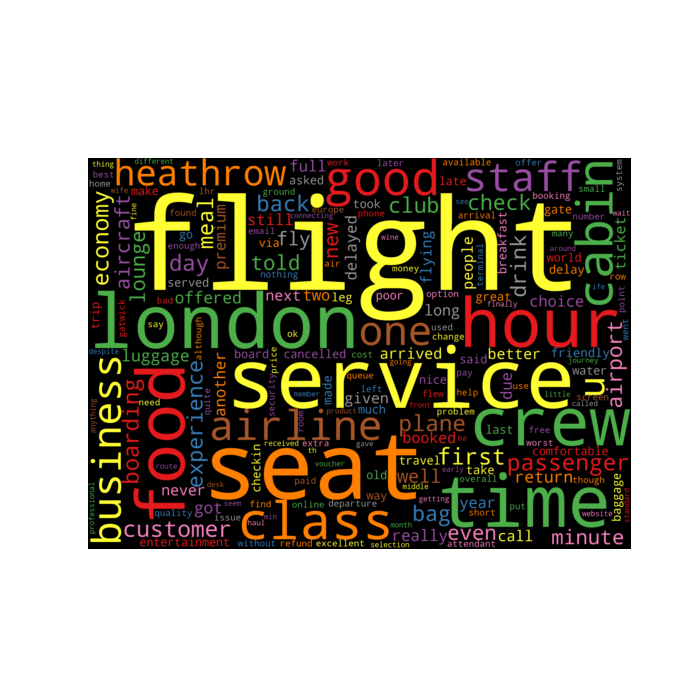 thing
different
work
later
available
offer
best
heathrow
full
good
staff
cabin
system
home
wife
make
lhr
ground
asked
took
late
club
check
booking
small
economy
aircraft
fine
found
go
meal
premium
back
europe
still
new
phone
see
arrival
gate
number
wait
flight
email
connecting
enough
via
fly
delayed
wine
flying
people
terminal
breakfast
drink
many
ticket
lounge
day
told
air
nothing
money
around
world
delay
row
served
trip
gatwick
bad
offered
next
two
leg
poor
option
great
finally
choice
life
point
say
london
ok
one
long
used
change
hour
went
despite
luggage
although
board
cancelled
cost
arrived
said
better
friendly
journey
airport
business
boarding
food
experience
quite
another
price
security
member
made
service
left
given
much
going
nice
pay
flew
help
due
use
water
screen
little
called
u
anything
need
airline
room
product
front
plane
problem
crew
booked
ba
last
free
received
th
extra
gave
worst
professional
route
never
checkin
seat
voucher
queue
old
travel
well
early
overall
first
take
passenger
comfortable
return
though
desk
paid
middle
way
getting
year
time
baggage
steward
quality
got
seem
find
online
departure
bag
short
put
website
customer
issue
haul
main
class
month
really
even
call
minute
entertainment
without
refund
excellent
selection
attendant